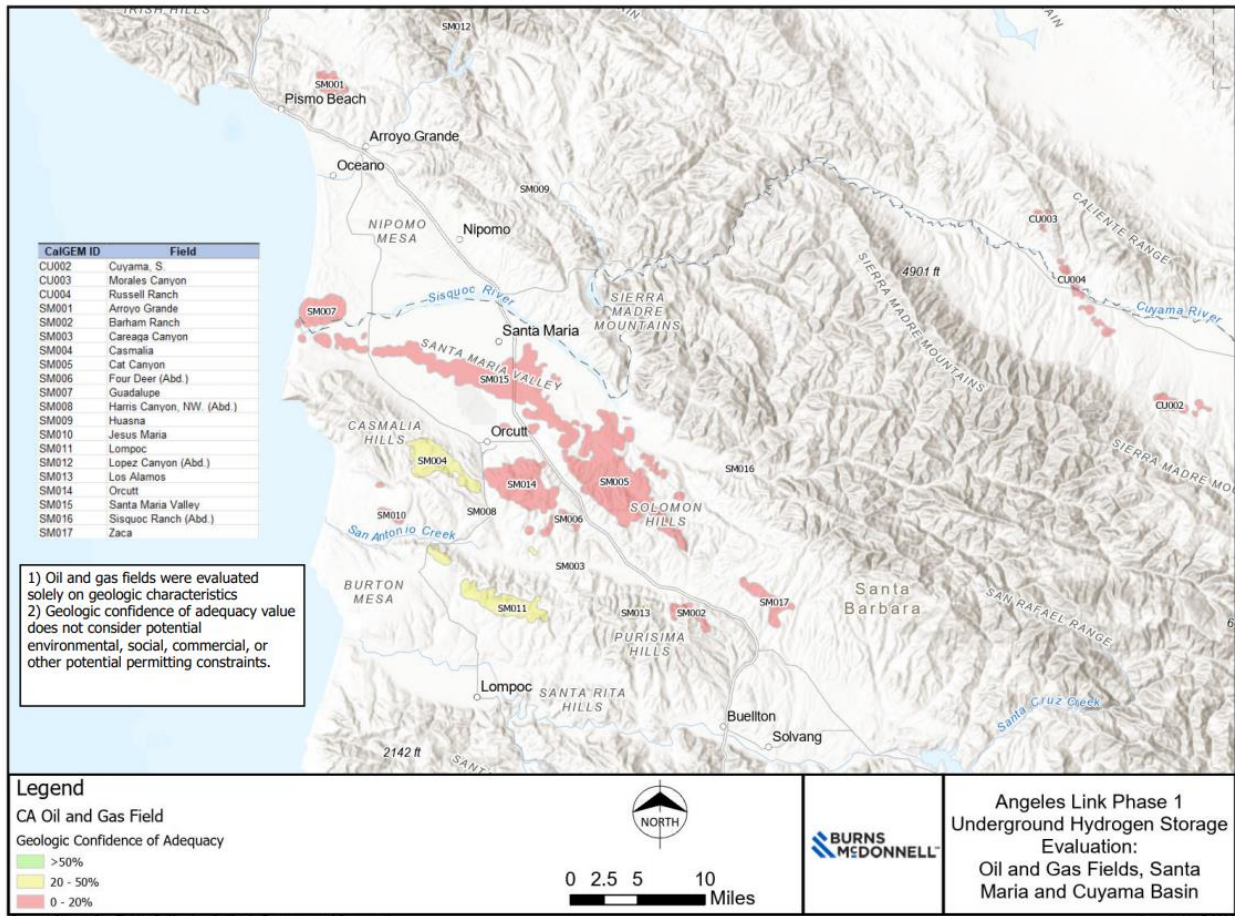 IRISH HILLS
SM012
AIN
SM001
Pismo Beach
Arroyo Grande
Oceano
SM009
NIPOMO
MESA
Nipomo
CU003
CALIENTE RANGE
CU004
4901 ft
SIERRA MADRE MOUNTAINS
Cuyama River
CalGEM ID Field
CU002 Cuyama, S.
CU003 Morales Canyon
CU004 Russell Ranch
SM001 Arroyo Grande
SM002 Barham Ranch
SM003 Careaga Canyon
SM004 Casmalia
SM005 Cat Canyon
SM006 Four Deer (Abd.)
SM007 Guadalupe
SM008 Harris Canyon, NW. (Abd.)
SM009 Huasna
SM010 Jesus Maria
SM011 Lompoc
SM012 Lopez Canyon (Abd.)
SM013 Los Alamos
SM014 Orcutt
SM015 Santa Maria Valley
SM016 Sisquoc Ranch (Abd.)
SM017 Zaca
Sisquoc River
SIERRA
MADRE
MOUNTAINS
SM007
Santa Maria
SANTA MARIA VALLEY
SM015
CU002
SIERRA MADRE MOU
CASMALIA
HILLS
Orcutt
SM004
SM014
SM005
SM016
SOLOMON
HILLS
SM010
SM008
SM006
San Antonio Creek
SM003
BURTON
MESA
SM011
SM013
SM002
SM017
PURISIMA
HILLS
Santa
Barbara
SAN RAFAEL RANGE
6
Lompoc
SANTA RITA
HILLS
Santa Cruz Creek
Buellton
Solvang
2142 ft
SANTA
1) Oil and gas fields were evaluated
solely on geologic characteristics
2) Geologic confidence of adequacy value
does not consider potential
environmental, social, commercial, or
other potential permitting constraints.
Legend
CA Oil and Gas Field
Geologic Confidence of Adequacy
>50%
20 - 50%
0 - 20%
NORTH
0 2.5 5 10
Miles
BURNS
MCDONNELL
Angeles Link Phase 1
Underground Hydrogen Storage
Evaluation:
Oil and Gas Fields, Santa
Maria and Cuyama Basin